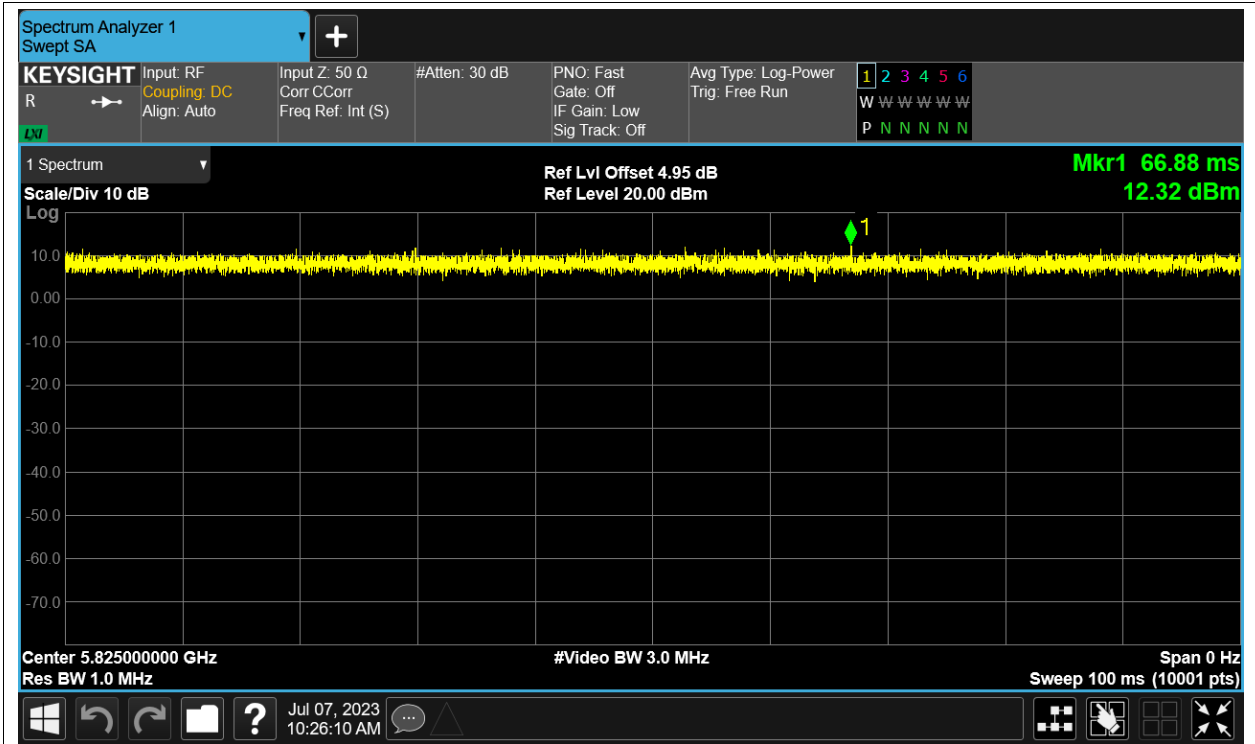 Spectrum Analyzer 1
Swept SA
KEYSIGHT
R
LXI
Input: RF
Coupling: DC
Align: Auto
Input Z: 50 Ω
Corr CCorr
Freq Ref: Int (S)
#Atten: 30 dB
PNO: Fast
Gate: Off
IF Gain: Low
Sig Track: Off
Avg Type: Log-Power
Trig: Free Run
1 2 3 4 5 6
W W W W W W
P N N N N N
1 Spectrum
Scale/Div 10 dB
Log
Ref Lvl Offset 4.95 dB
Ref Level 20.00 dBm
Mkr1 66.88 ms
12.32 dBm
1
10.0
0.00
-10.0
-20.0
-30.0
-40.0
-50.0
-60.0
-70.0
Center 5.825000000 GHz
Res BW 1.0 MHz
#Video BW 3.0 MHz
Span 0 Hz
Sweep 100 ms (10001 pts)
?
Jul 07, 2023
10:26:10 AM